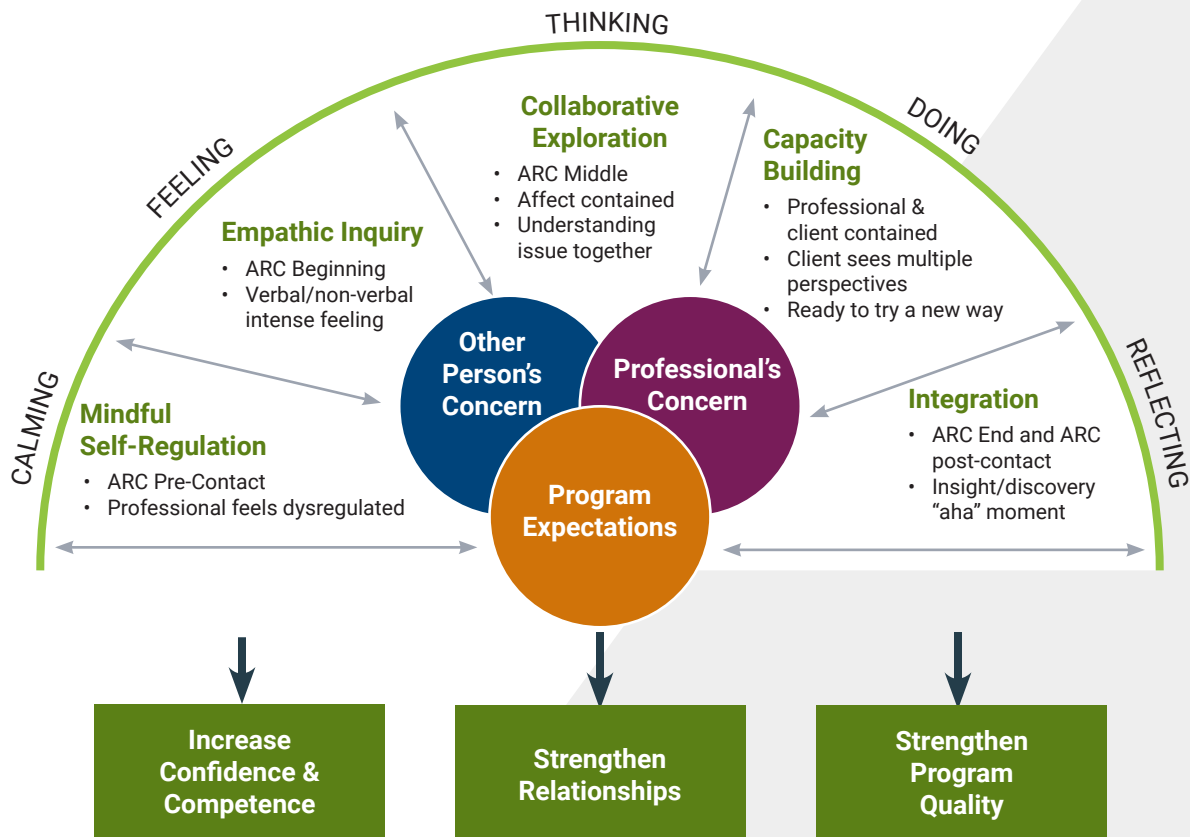 THINKING
FEELING
DOING
CALMING
REFLECTING
Mindful
Self-Regulation
• ARC Pre-Contact
• Professional feels dysregulated
Empathic Inquiry
• ARC Beginning
• Verbal/non-verbal
intense feeling
Collaborative
Exploration
• ARC Middle
• Affect contained
• Understanding
issue together
Capacity
Building
• Professional &
client contained
• Client sees multiple
perspectives
• Ready to try a new way
Integration
• ARC End and ARC
post-contact
• Insight/discovery
“aha” moment
Other
Person’s
Concern
Professional’s
Concern
Program
Expectations
Increase
Confidence &
Competence
Strengthen
Relationships
Strengthen
Program
Quality